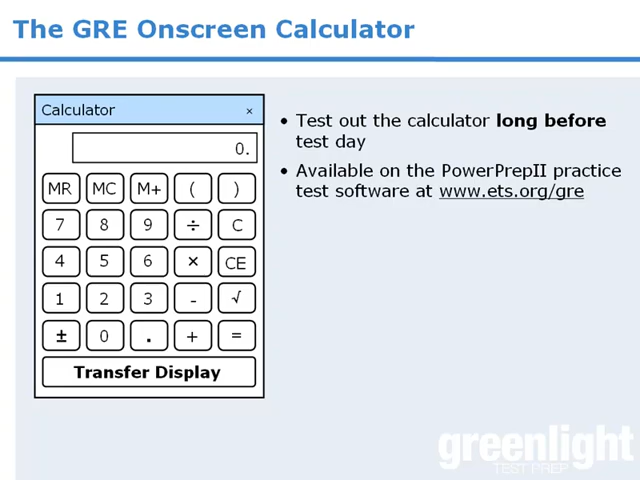 The GRE Onscreen Calculator
Calculator ×
0.
MR MC M+ ( )
7 8 9 ÷ C
4 5 6 × CE
1 2 3 - √
± 0 . + =
Transfer Display
• Test out the calculator long before
test day
• Available on the PowerPrepII practice
test software at www.ets.org/gre
greenlight
TEST PREP